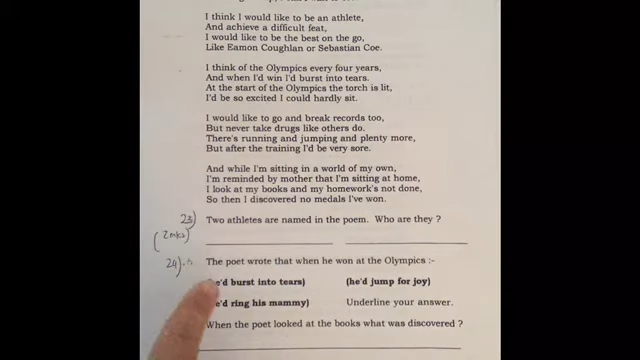 I think I would like to be an athlete,
And achieve a difficult feat,
I would like to be the best on the go,
Like Eamon Coughlan or Sebastian Coe.
I think of the Olympics every four years,
And when I'd win I'd burst into tears.
At the start of the Olympics the torch is lit,
I'd be so excited I could hardly sit.
I would like to go and break records too,
But never take drugs like others do.
There's running and jumping and plenty more,
But after the training I'd be very sore.
And while I'm sitting in a world of my own,
I'm reminded by mother that I'm sitting at home,
I look at my books and my homework's not done,
So then I discovered no medals I've won.
23) Two athletes are named in the poem. Who are they ?
(2mks)
24) The poet wrote that when he won at the Olympics :-
burst into tears) (he'd jump for joy)
ring his mammy) Underline your answer.
When the poet looked at the books what was discovered ?